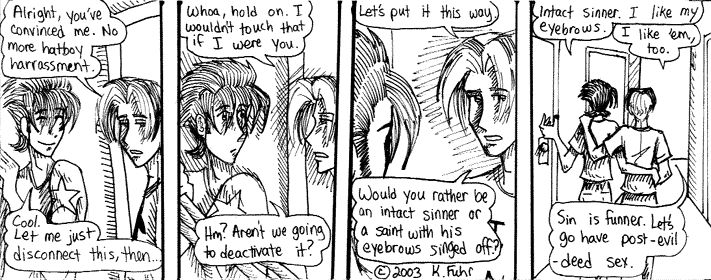 Alright, you've
convinced me. No
more hatboy
harrassment.
Cool.
Let me just
disconnect this, then...
Whoa, hold on. I
wouldn't touch that
if I were you.
Hm? Aren't we going
to deactivate it?
Let's put it this way.
Would you rather be
an intact sinner or
a saint with his
eyebrows singed off?
© 2003 K. Fuhr
Intact sinner. I like my
eyebrows.
I like 'em,
too.
Sin is funner. Let's
go have post-evil
-deed sex.